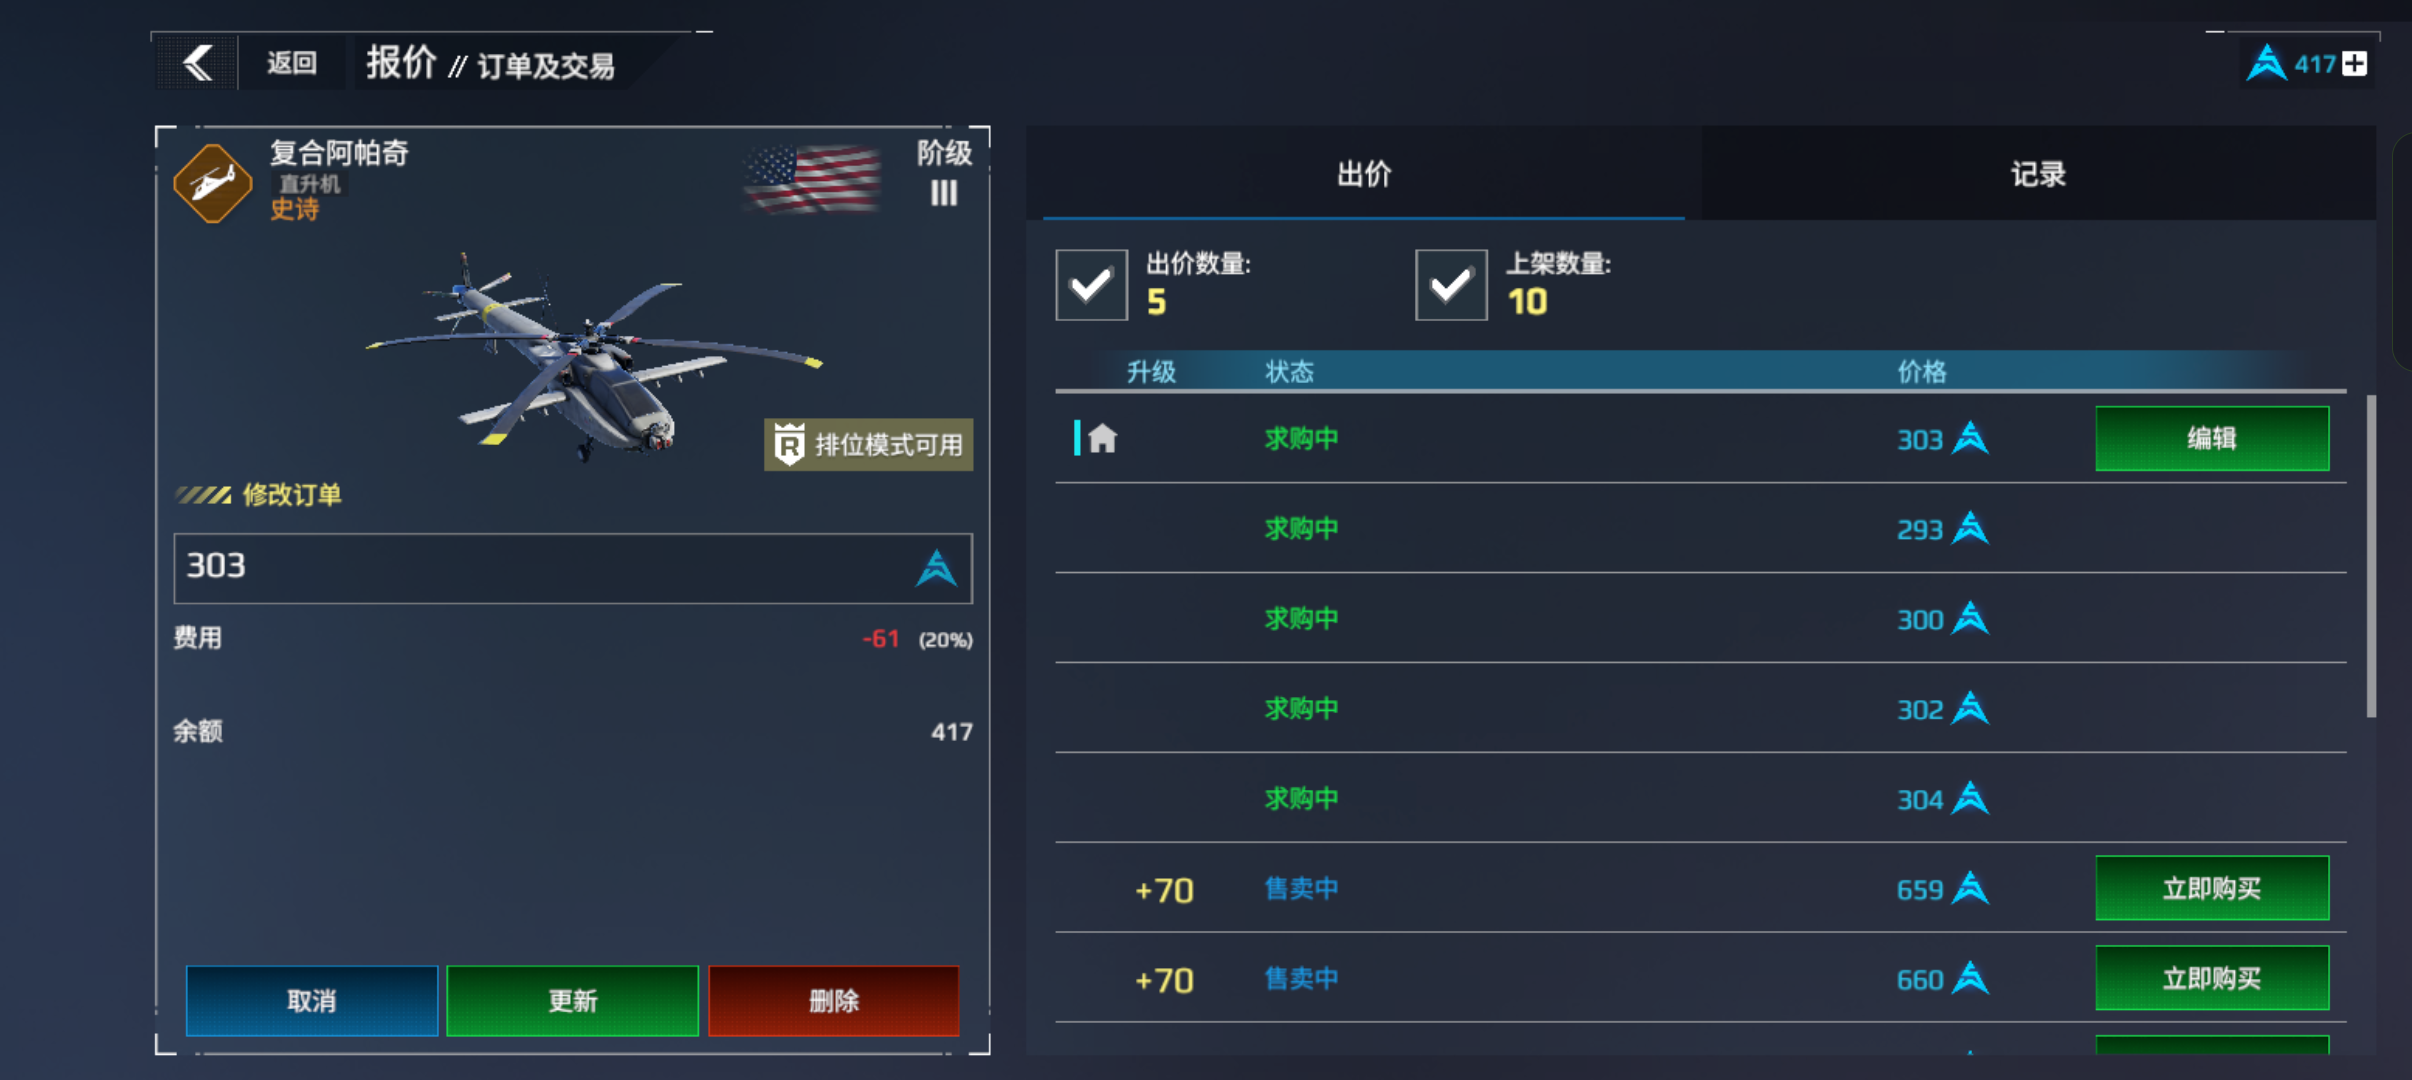 返回
报价 // 订单及交易
417
复合阿帕奇
直升机
史诗
阶级
III
R 排位模式可用
修改订单
303
费用 -61 (20%)
余额 417
取消 更新 删除
出价 记录
出价数量:
5
上架数量:
10
升级 状态 价格
求购中 303 编辑
求购中 293
求购中 300
求购中 302
求购中 304
+70 售卖中 659 立即购买
+70 售卖中 660 立即购买